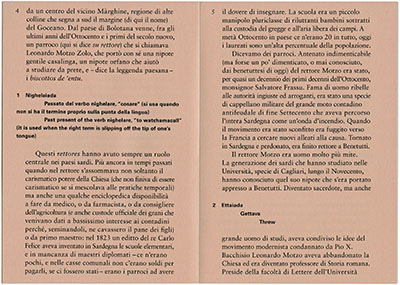 4
da un centro del vicino Màrghine, regione di alte
colline che segna a sud il margine (di qui il nome)
del Goceano. Dal paese di Bolotana venne, fra gli
ultimi anni dell'Ottocento e i primi del secolo nuovo,
un parroco (qui si dice su rettori) che si chiamava
Leonardo Motzo Zolo, che portò con sé una nipote
gentile casalinga, un nipote orfano che aiutò
a studiare da prete, e – dice la leggenda paesana –
i biscottos de 'entu.
1 Nigheleiada
Passato dal verbo nighelare, "conare" (si usa quando
non si ha il termine proprio sulla punta della lingua)
Past present of the verb nighelare, "to watchamacall"
(it is used when the right term is slipping off the tip of one's
tongue)
Questi rettores hanno avuto sempre un ruolo
centrale nei paesi sardi. Più ancora in tempi passati
quando nel rettore s'assommava non soltanto il
carismatico potere della Chiesa (che non finiva di essere
carismatico se si mescolava alle pratiche temporali)
ma anche una qualche enciclopedica disponibilità
a fare da medico, o da farmacista, o da consigliere
dell'agricoltura (e anche custode ufficiale dei grani che
venivano dati a bassissimo interesse ai contadini
perché, seminandoli, ne cavassero il pane dei figli)
o da primo maestro: nel 1823 un editto del re Carlo
Felice aveva inventato in Sardegna le scuole elementari,
e in mancanza di maestri diplomati – ce n'erano
pochi, e nelle casse comunali non c'erano soldi per
pagarli, se ci fossero stati – erano i parroci ad avere
5
il dovere di insegnare. La scuola era un piccolo
manipolo pluriclasse di riluttanti bambini sottratti
alla custodia del gregge e all'aria libera dei campi. A
metà Ottocento in paese ce n'erano 20 in tutto, oggi
i laureati sono un'alta percentuale della popolazione.
Dicevamo dei parroci. Antenato indimenticabile
(ma forse un po' dimenticato, o mai conosciuto,
dai benetuttesi di oggi) del rettore Motzo era stato,
per quasi un decennio dei primi decenni dell'Ottocento,
monsignor Salvatore Frassu. Fama di uomo ribelle
alle autorità ingiuste ed arroganti, era stato una specie
di cappellano militare del grande moto contadino
antifeudale di fine Settecento che aveva percorso
l'intera Sardegna come un'onda d'incendio. Quando
il movimento era stato sconfitto era fuggito verso
la Francia a cercare nuovi alleati alla causa. Tornato
in Sardegna e perdonato, era finito rettore a Benetutti.
Il rettore Motzo era uomo molto più mite.
La generazione dei sardi che hanno studiato nelle
Università, specie di Cagliari, lungo il Novecento,
hanno conosciuto quel suo nipote che s'era portato
appresso a Benetutti. Diventato sacerdote, ma anche
2 Ettaiada
Gettave
Threw
grande uomo di studi, aveva condiviso le idee del
movimento modernista condannato da Pio X.
Bacchisio Leonardo Motzo aveva abbandonato la
Chiesa ed era diventato professore di Storia romana.
Preside della facoltà di Lettere dell'Università